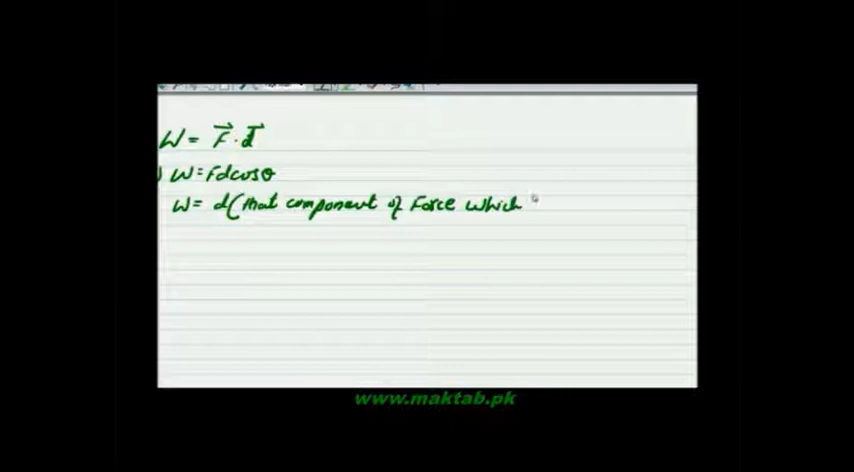 W = F⃗ . d⃗
) W = Fdcosθ
W = d(that component of Force which
www.maktab.pk